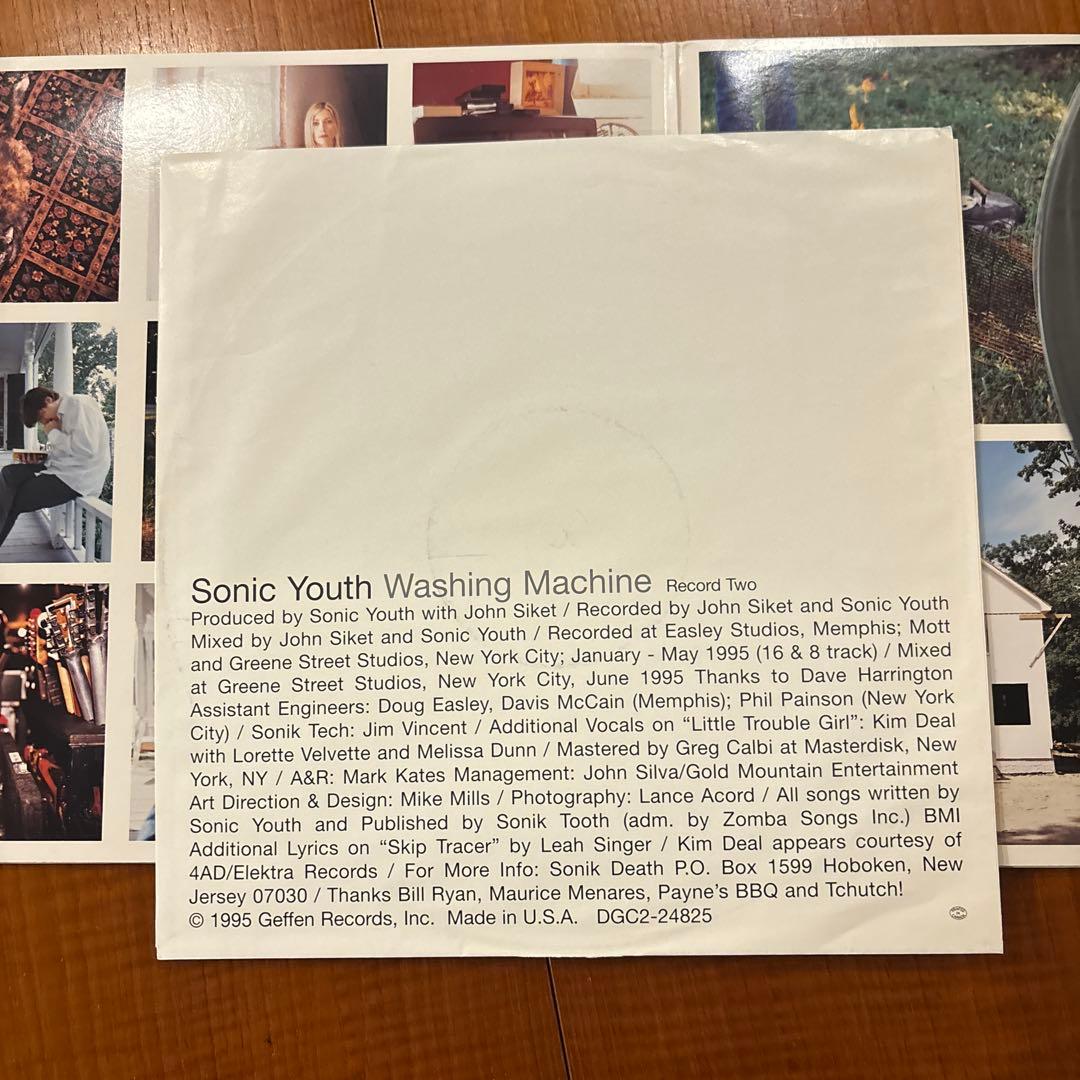 Sonic Youth Washing Machine Record Two
Produced by Sonic Youth with John Siket / Recorded by John Siket and Sonic Youth
Mixed by John Siket and Sonic Youth / Recorded at Easley Studios, Memphis; Mott
and Greene Street Studios, New York City; January - May 1995 (16 & 8 track) / Mixed
at Greene Street Studios, New York City, June 1995 Thanks to Dave Harrington
Assistant Engineers: Doug Easley, Davis McCain (Memphis); Phil Painson (New York
City) / Sonik Tech: Jim Vincent / Additional Vocals on “Little Trouble Girl”: Kim Deal
with Lorette Velvette and Melissa Dunn / Mastered by Greg Calbi at Masterdisk, New
York, NY / A&R: Mark Kates Management: John Silva/Gold Mountain Entertainment
Art Direction & Design: Mike Mills / Photography: Lance Acord / All songs written by
Sonic Youth and Published by Sonik Tooth (adm. by Zomba Songs Inc.) BMI
Additional Lyrics on “Skip Tracer” by Leah Singer / Kim Deal appears courtesy of
4AD/Elektra Records / For More Info: Sonik Death P.O. Box 1599 Hoboken, New
Jersey 07030 / Thanks Bill Ryan, Maurice Menares, Payne's BBQ and Tchutch!
© 1995 Geffen Records, Inc. Made in U.S.A. DGC2-24825